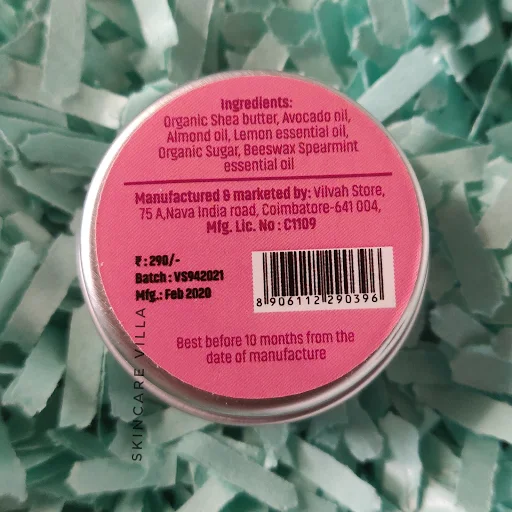 Ingredients:
Organic Shea butter, Avocado oil,
Almond oil, Lemon essential oil,
Organic Sugar, Beeswax Spearmint
essential oil
Manufactured & marketed by: Vilvah Store,
75 A,Nava India road, Coimbatore-641 004,
Mfg. Lic. No : C1109
₹ : 290/-
Batch : VS942021
Mfg.: Feb 2020
8 906112 290396
Best before 10 months from the
date of manufacture
SKINCARE VILLA